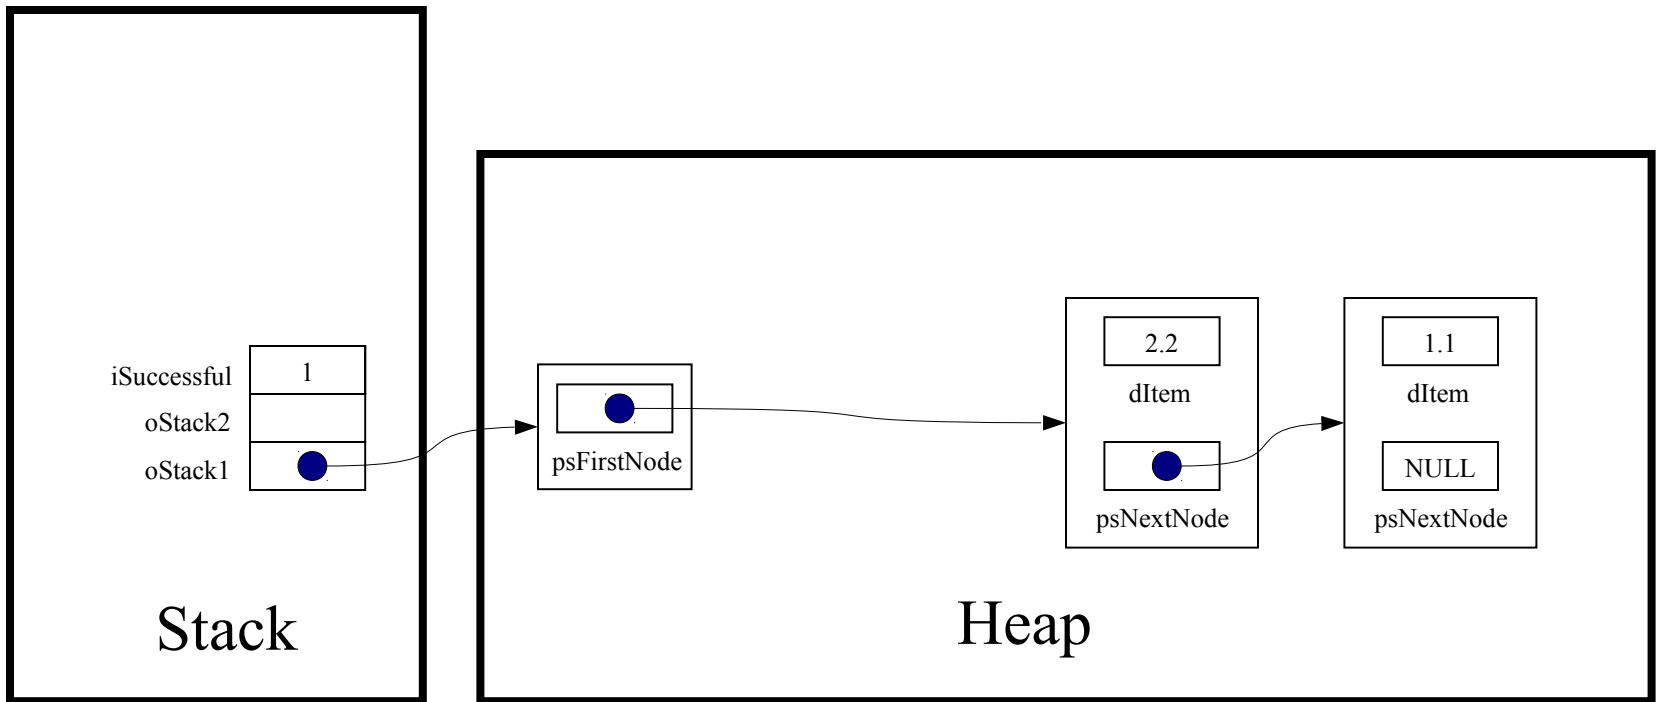 iSuccessful 1
oStack2
oStack1
Stack
psFirstNode
2.2
dItem
psNextNode
1.1
dItem
NULL
psNextNode
Heap